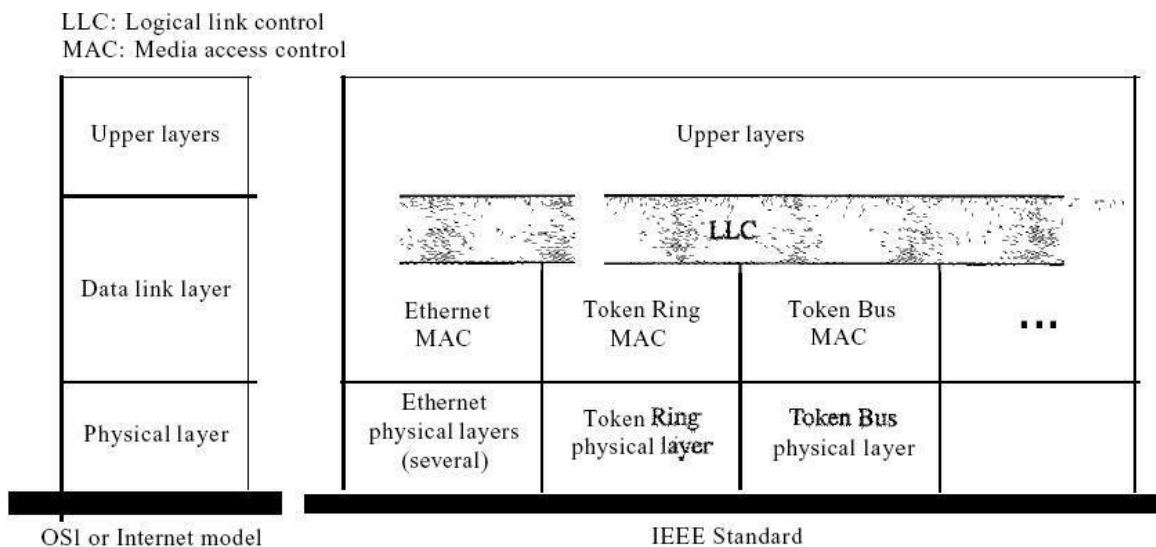 LLC: Logical link control
MAC: Media access control
Upper layers
Data link layer
Physical layer
OS1 or Internet model
Upper layers
LLC
Ethernet
MAC
Token Ring
MAC
Token Bus
MAC
...
Ethernet
physical layers
(several)
Token Ring
physical layer
Token Bus
physical layer
IEEE Standard